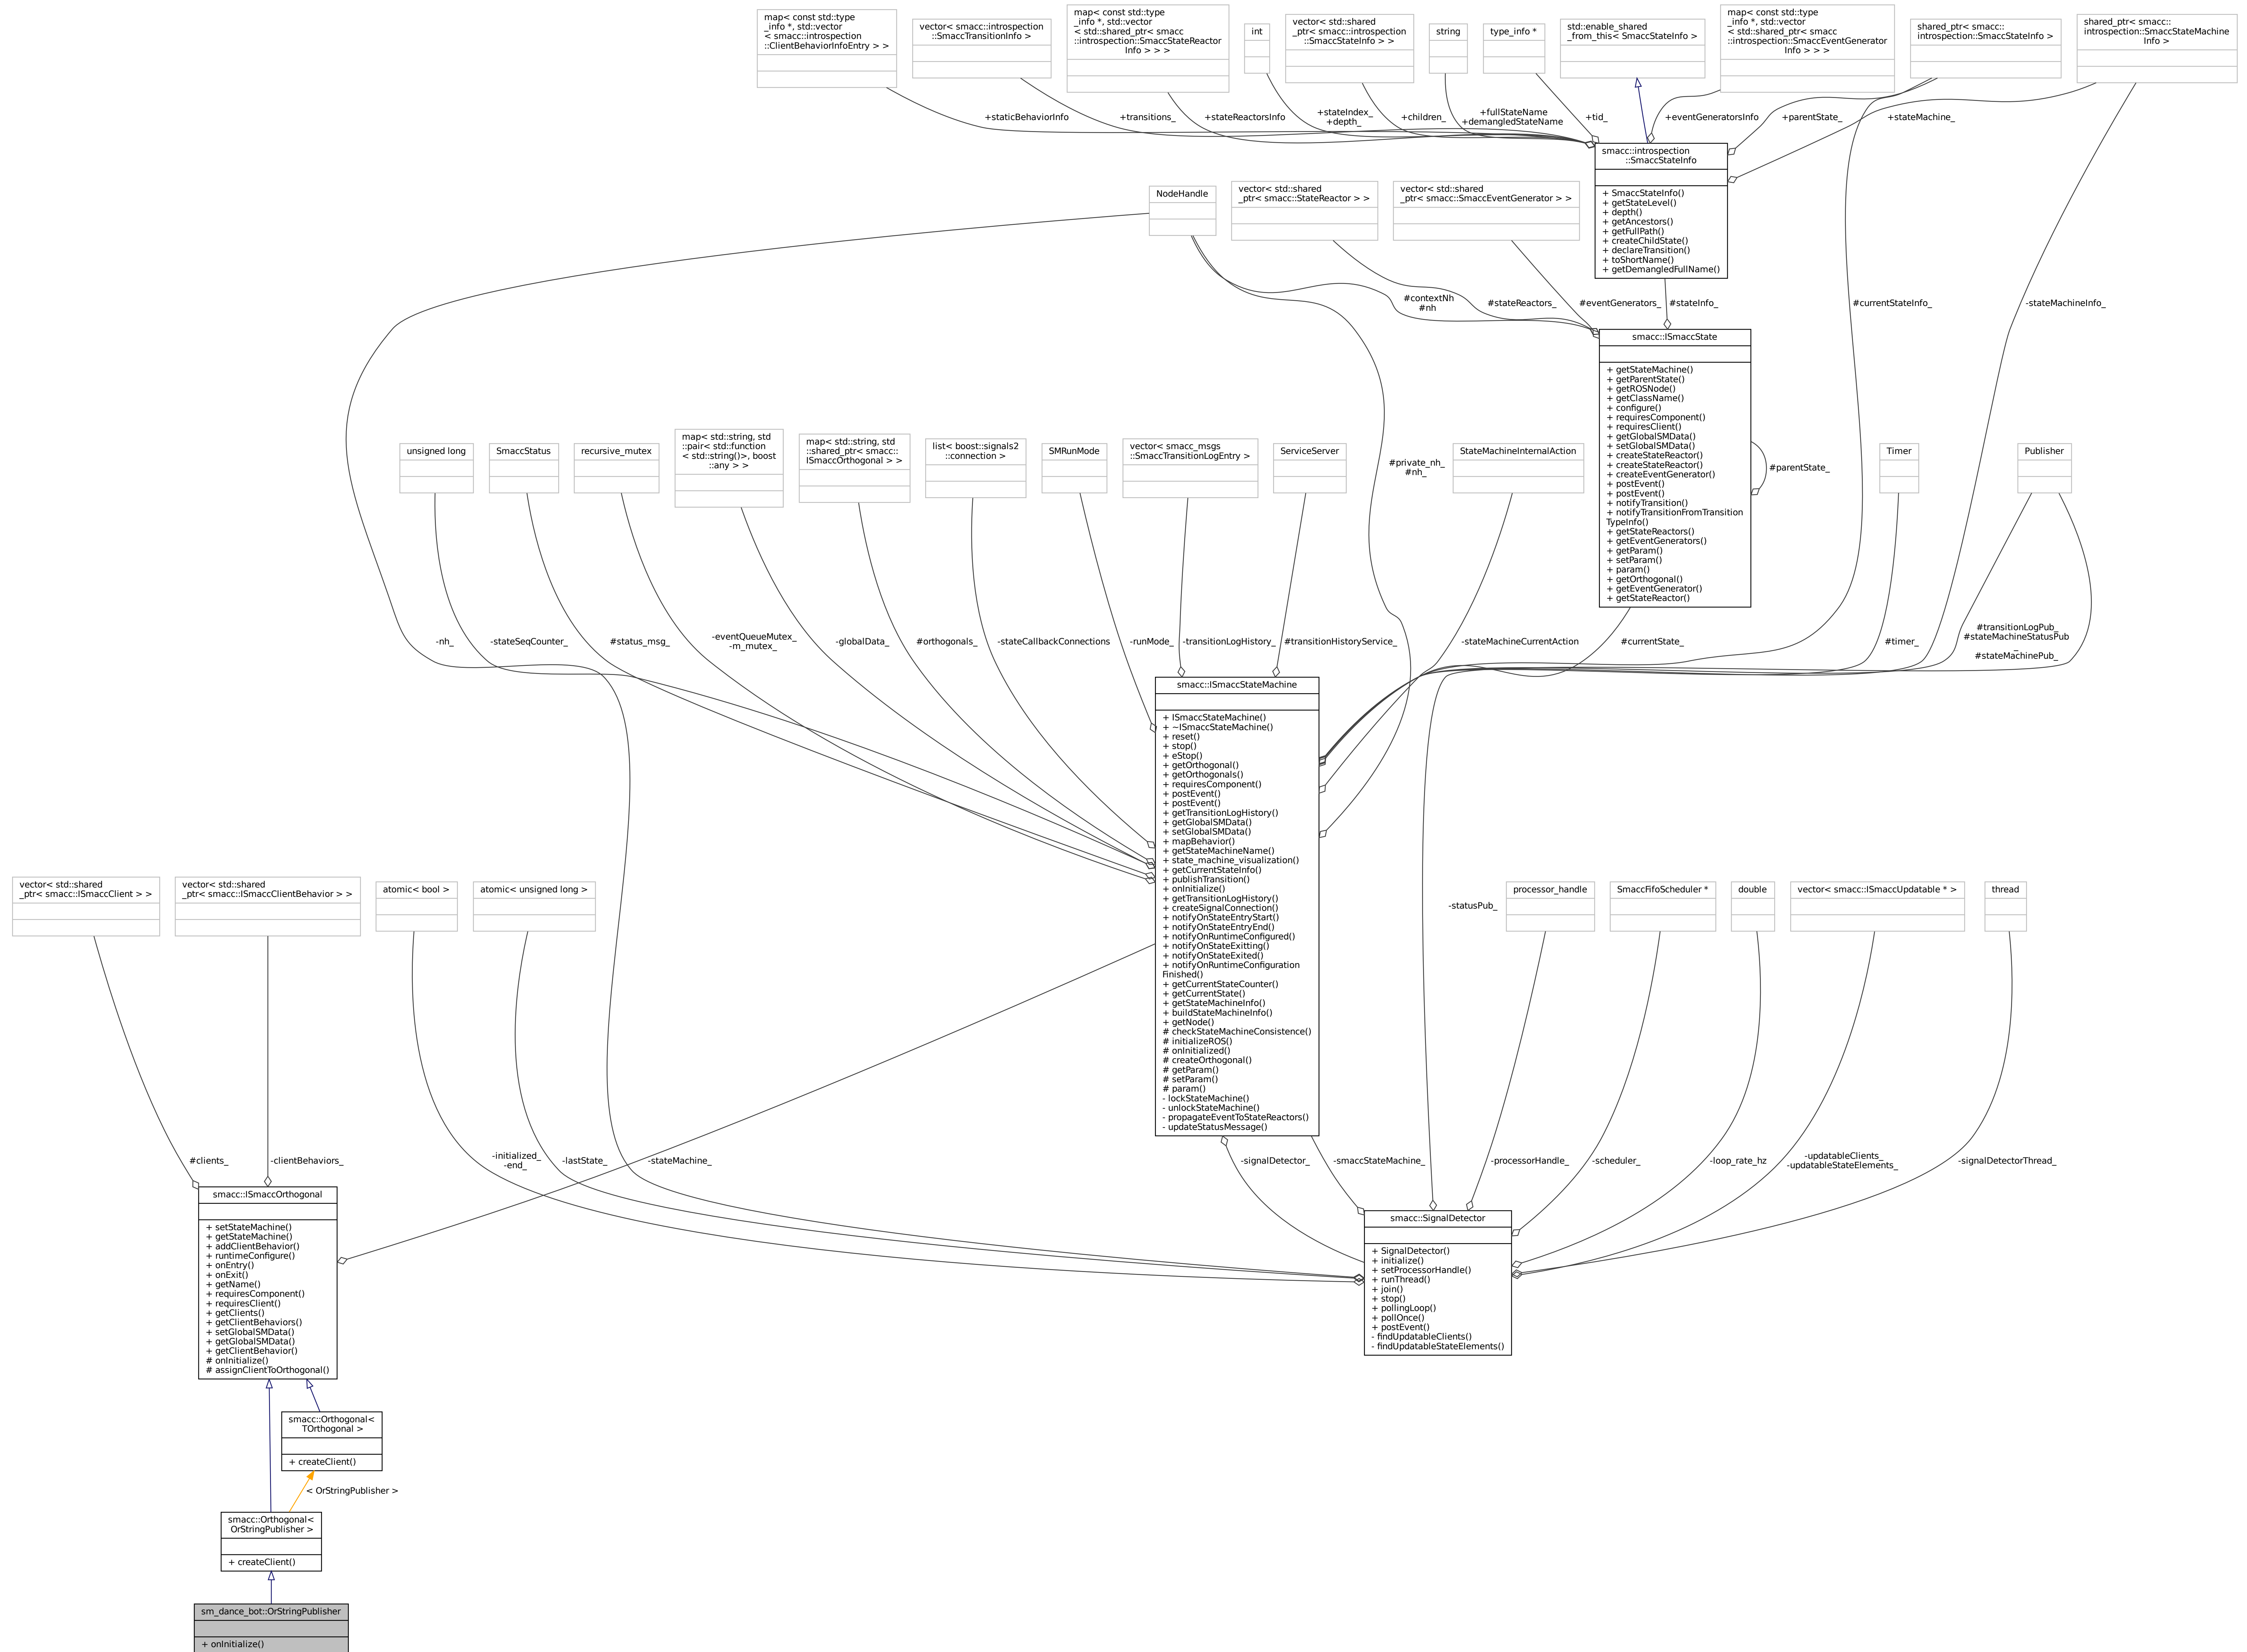 map< const std::type
_info *, std::vector
< smacc::introspection
::ClientBehaviorInfoEntry > >
vector< smacc::introspection
::SmaccTransitionInfo >
map< const std::type
_info *, std::vector
< std::shared_ptr< smacc
::introspection::SmaccStateReactor
Info > > >
int
vector< std::shared
_ptr< smacc::introspection
::SmaccStateInfo > >
string
type_info *
std::enable_shared
_from_this< SmaccStateInfo >
map< const std::type
_info *, std::vector
< std::shared_ptr< smacc
::introspection::SmaccEventGenerator
Info > > >
shared_ptr< smacc::
introspection::SmaccStateInfo >
shared_ptr< smacc::
introspection::SmaccStateMachine
Info >
+staticBehaviorInfo
+transitions_
+stateReactorsInfo
+stateIndex_
+depth_
+children_
+fullStateName
+demangledStateName
+tid_
+eventGeneratorsInfo
+parentState_
+stateMachine_
smacc::introspection
::SmaccStateInfo
+ SmaccStateInfo()
+ getStateLevel()
+ depth()
+ getAncestors()
+ getFullPath()
+ createChildState()
+ declareTransition()
+ toShortName()
+ getDemangledFullName()
NodeHandle
vector< std::shared
_ptr< smacc::StateReactor > >
vector< std::shared
_ptr< smacc::SmaccEventGenerator > >
#contextNh
#nh
#stateReactors_
#eventGenerators_
#stateInfo_
#currentStateInfo_
-stateMachineInfo_
smacc::ISmaccState
+ getStateMachine()
+ getParentState()
+ getROSNode()
+ getClassName()
+ configure()
+ requiresComponent()
+ requiresClient()
+ getGlobalSMData()
+ setGlobalSMData()
+ createStateReactor()
+ createStateReactor()
+ createEventGenerator()
+ postEvent()
+ postEvent()
+ notifyTransition()
+ notifyTransitionFromTransition
TypeInfo()
+ getStateReactors()
+ getEventGenerators()
+ getParam()
+ setParam()
+ param()
+ getOrthogonal()
+ getEventGenerator()
+ getStateReactor()
#parentState_
unsigned long
SmaccStatus
recursive_mutex
map< std::string, std
::pair< std::function
< std::string()>, boost
::any > >
map< std::string, std
::shared_ptr< smacc::
ISmaccOrthogonal > >
list< boost::signals2
::connection >
SMRunMode
vector< smacc_msgs
::SmaccTransitionLogEntry >
ServiceServer
#private_nh_
#nh_
StateMachineInternalAction
Timer
Publisher
-nh_
-stateSeqCounter_
#status_msg_
-eventQueueMutex_
-m_mutex_
-globalData_
#orthogonals_
-stateCallbackConnections
-runMode_
-transitionLogHistory_
#transitionHistoryService_
-stateMachineCurrentAction
#currentState_
#timer_
#transitionLogPub_
#stateMachineStatusPub
_
#stateMachinePub_
smacc::ISmaccStateMachine
+ ISmaccStateMachine()
+ ~ISmaccStateMachine()
+ reset()
+ stop()
+ eStop()
+ getOrthogonal()
+ getOrthogonals()
+ requiresComponent()
+ postEvent()
+ postEvent()
+ getTransitionLogHistory()
+ getGlobalSMData()
+ setGlobalSMData()
+ mapBehavior()
+ getStateMachineName()
+ state_machine_visualization()
+ getCurrentStateInfo()
+ publishTransition()
+ onInitialize()
+ getTransitionLogHistory()
+ createSignalConnection()
+ notifyOnStateEntryStart()
+ notifyOnStateEntryEnd()
+ notifyOnRuntimeConfigured()
+ notifyOnStateExitting()
+ notifyOnStateExited()
+ notifyOnRuntimeConfiguration
Finished()
+ getCurrentStateCounter()
+ getCurrentState()
+ getStateMachineInfo()
+ buildStateMachineInfo()
+ getNode()
# checkStateMachineConsistence()
# initializeROS()
# onInitialized()
# createOrthogonal()
# getParam()
# setParam()
# param()
- lockStateMachine()
- unlockStateMachine()
- propagateEventToStateReactors()
- updateStatusMessage()
vector< std::shared
_ptr< smacc::ISmaccClient > >
vector< std::shared
_ptr< smacc::ISmaccClientBehavior > >
atomic< bool >
atomic< unsigned long >
-statusPub_
processor_handle
SmaccFifoScheduler *
double
vector< smacc::ISmaccUpdatable * >
thread
#clients_
-clientBehaviors_
-initialized_
-end_
-lastState_
-stateMachine_
-signalDetector_
-smaccStateMachine_
-processorHandle_
-scheduler_
-loop_rate_hz
-updatableClients_
-updatableStateElements_
-signalDetectorThread_
smacc::ISmaccOrthogonal
+ setStateMachine()
+ getStateMachine()
+ addClientBehavior()
+ runtimeConfigure()
+ onEntry()
+ onExit()
+ getName()
+ requiresComponent()
+ requiresClient()
+ getClients()
+ getClientBehaviors()
+ setGlobalSMData()
+ getGlobalSMData()
+ getClientBehavior()
# onInitialize()
# assignClientToOrthogonal()
smacc::SignalDetector
+ SignalDetector()
+ initialize()
+ setProcessorHandle()
+ runThread()
+ join()
+ stop()
+ pollingLoop()
+ pollOnce()
+ postEvent()
- findUpdatableClients()
- findUpdatableStateElements()
smacc::Orthogonal<
TOrthogonal >
+ createClient()
< OrStringPublisher >
smacc::Orthogonal<
OrStringPublisher >
+ createClient()
sm_dance_bot::OrStringPublisher
+ onInitialize()